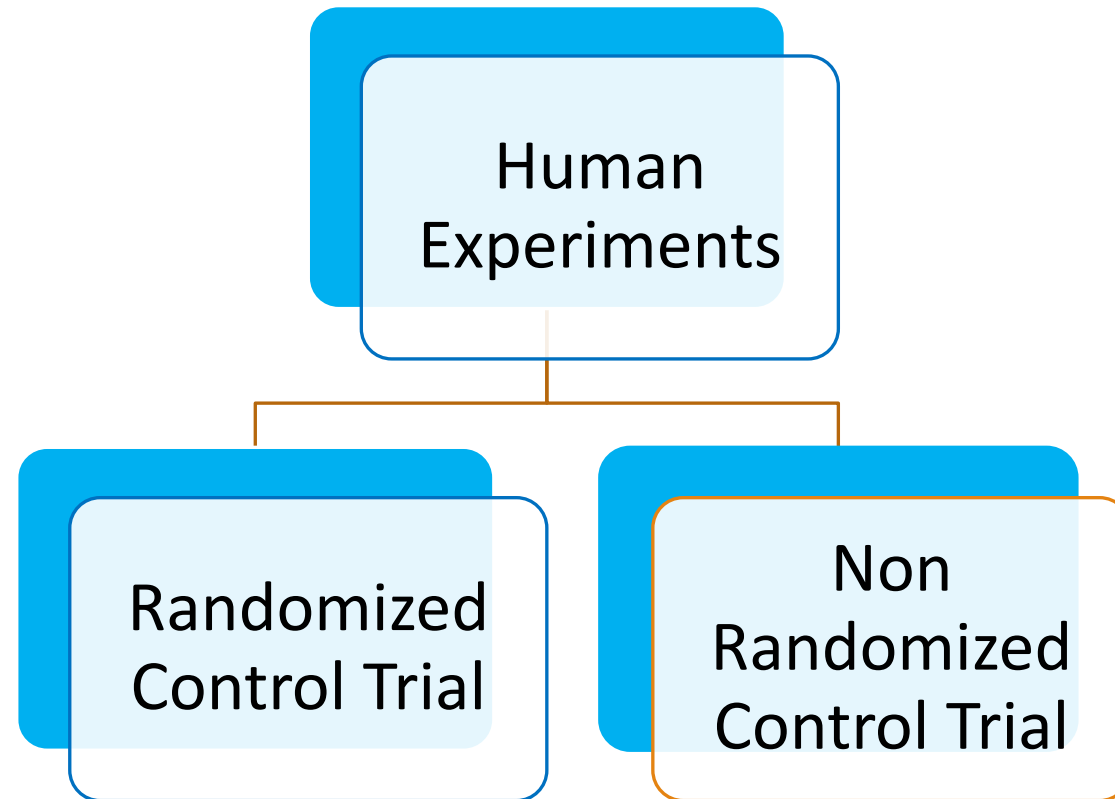 Human
Experiments
Randomized
Control Trial
Non
Randomized
Control Trial